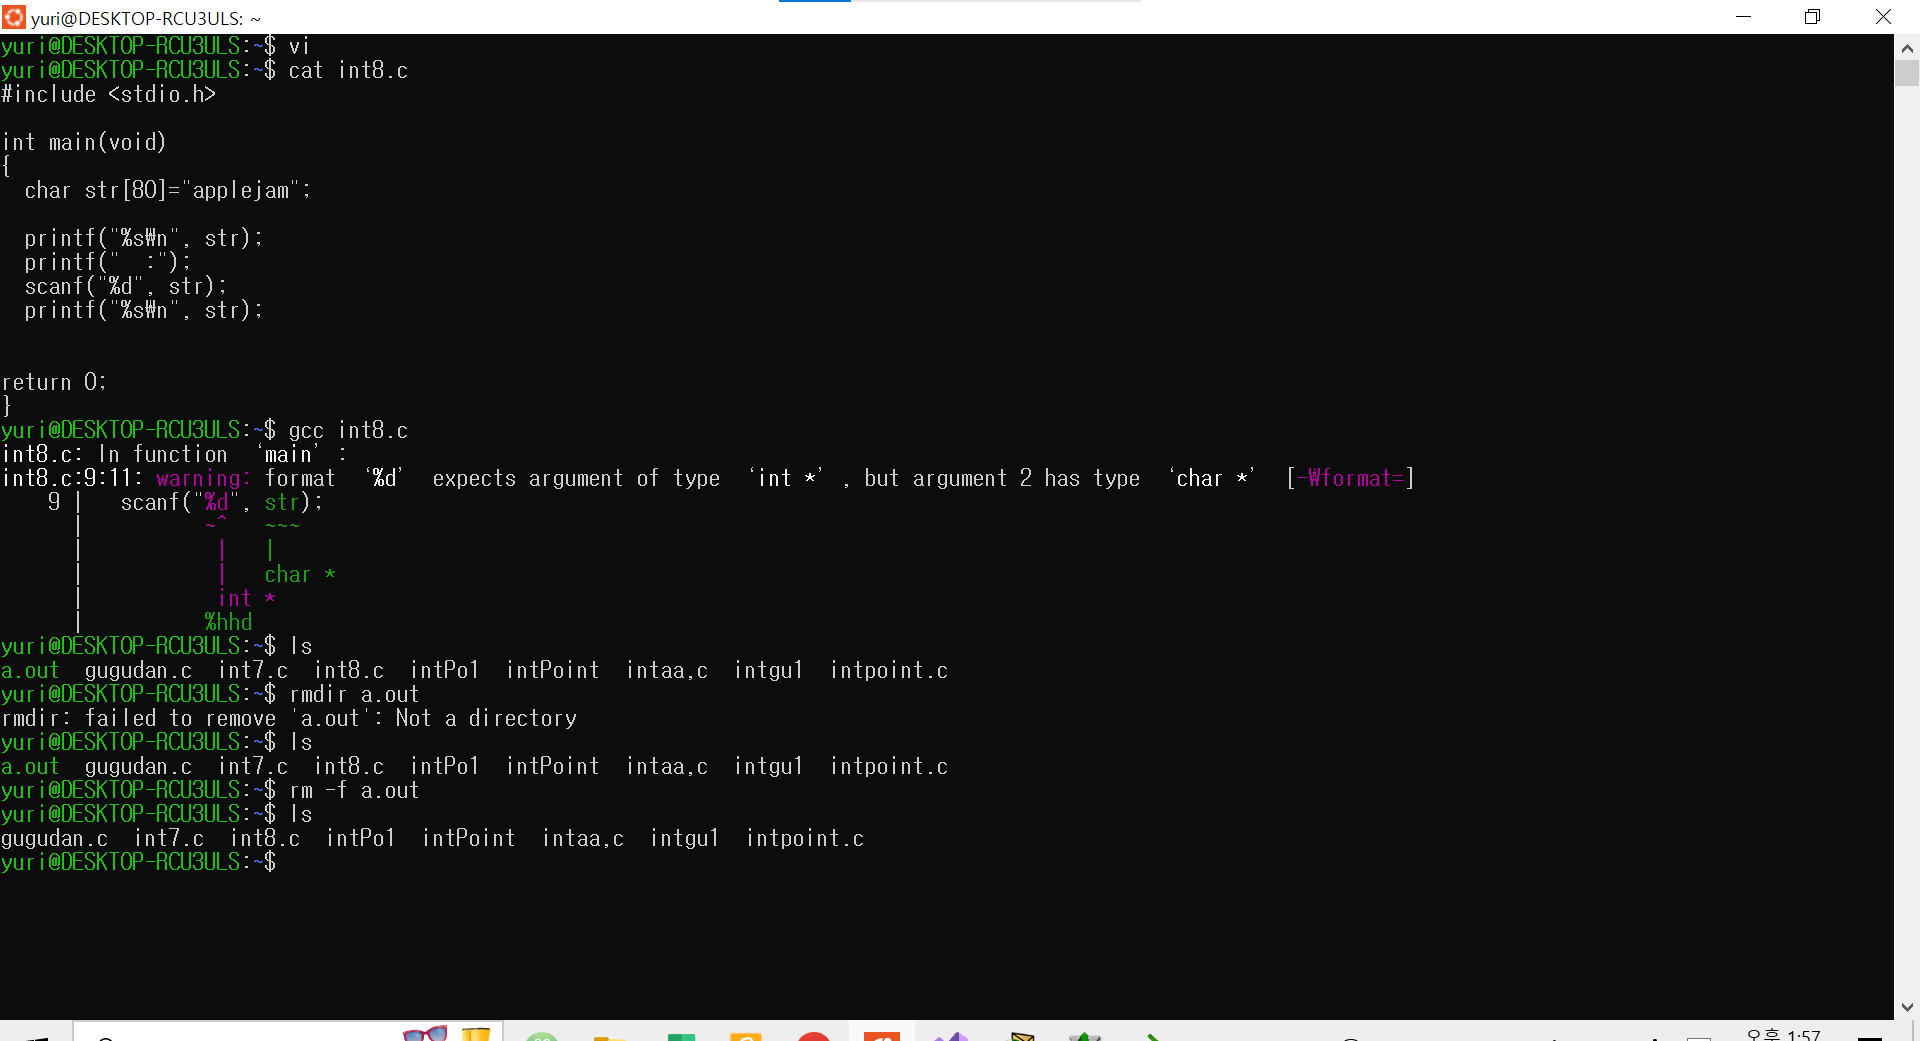 yuri@DESKTOP-RCU3ULS: ~
yuri@DESKTOP-RCU3ULS:~$ vi
yuri@DESKTOP-RCU3ULS:~$ cat int8.c
#include <stdio.h>
int main(void)
{
  char str[80]="applejam";
  printf("%s₩n", str);
  printf("  :");
  scanf("%d", str);
  printf("%s₩n", str);
return 0;
}
yuri@DESKTOP-RCU3ULS:~$ gcc int8.c
int8.c: In function ‘main’ :
int8.c:9:11: warning: format ‘%d’ expects argument of type ‘int *’ , but argument 2 has type ‘char *’ [-Wformat=]
    9 |   scanf("%d", str);
      |          ~^   ~~~
      |           |   |
      |           |   char *
      |           int *
      |          %hhd
yuri@DESKTOP-RCU3ULS:~$ ls
a.out  gugudan.c  int7.c  int8.c  intPo1  intPoint  intaa,c  intgu1  intpoint.c
yuri@DESKTOP-RCU3ULS:~$ rmdir a.out
rmdir: failed to remove 'a.out': Not a directory
yuri@DESKTOP-RCU3ULS:~$ ls
a.out  gugudan.c  int7.c  int8.c  intPo1  intPoint  intaa,c  intgu1  intpoint.c
yuri@DESKTOP-RCU3ULS:~$ rm -f a.out
yuri@DESKTOP-RCU3ULS:~$ ls
gugudan.c  int7.c  int8.c  intPo1  intPoint  intaa,c  intgu1  intpoint.c
yuri@DESKTOP-RCU3ULS:~$
오후 1:57